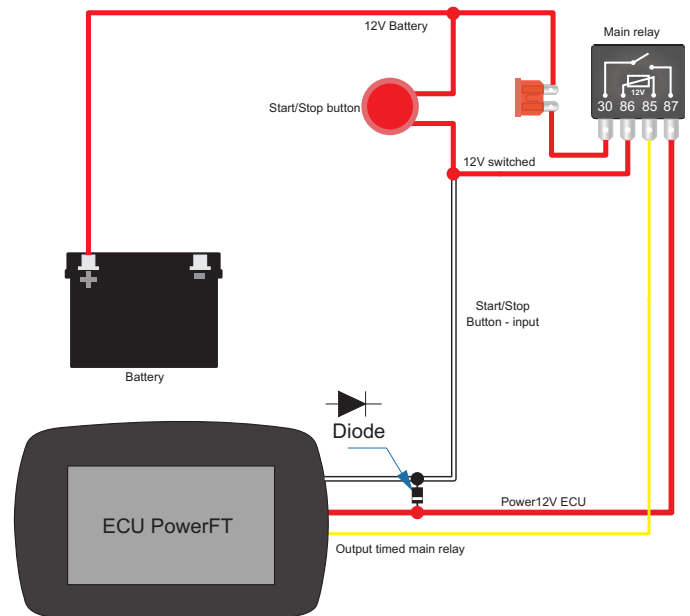 12V Battery
Main relay
Start/Stop button
12V
30 86 85 87
12V switched
+ -
Battery
Start/Stop
Button - input
Diode
ECU PowerFT
Power12V ECU
Output timed main relay